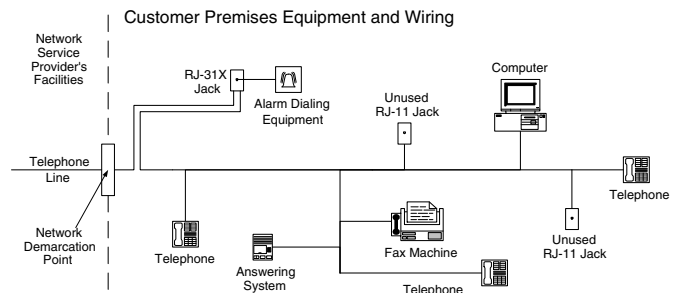 Customer Premises Equipment and Wiring
Network
Service
Provider's
Facilities
RJ-31X
Jack
Alarm Dialing
Equipment
Unused
RJ-11 Jack
Computer
Telephone
Line
Network
Demarcation
Point
Telephone
Answering
System
Fax Machine
Telephone
Unused
RJ-11 Jack
Telephone